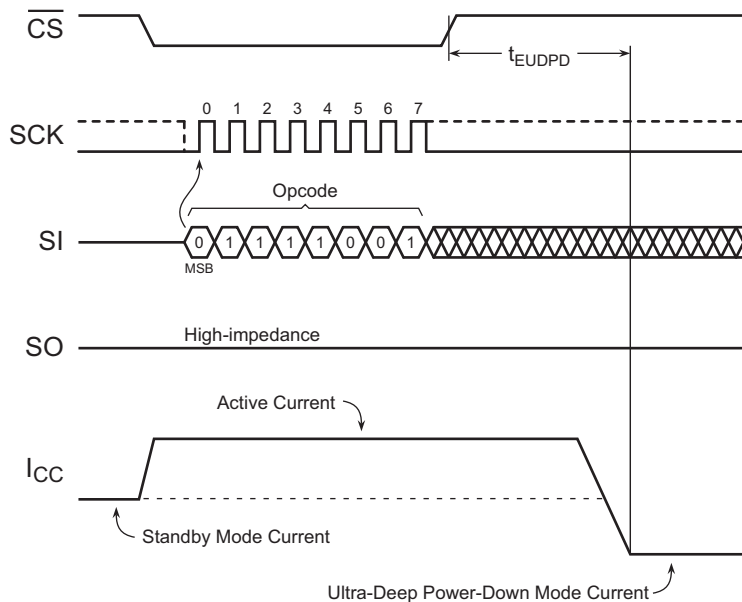 CS
tEUDPD
SCK
0 1 2 3 4 5 6 7
Opcode
SI
0 1 1 1 1 0 0 1
MSB
High-impedance
SO
Active Current
ICC
Standby Mode Current
Ultra-Deep Power-Down Mode Current